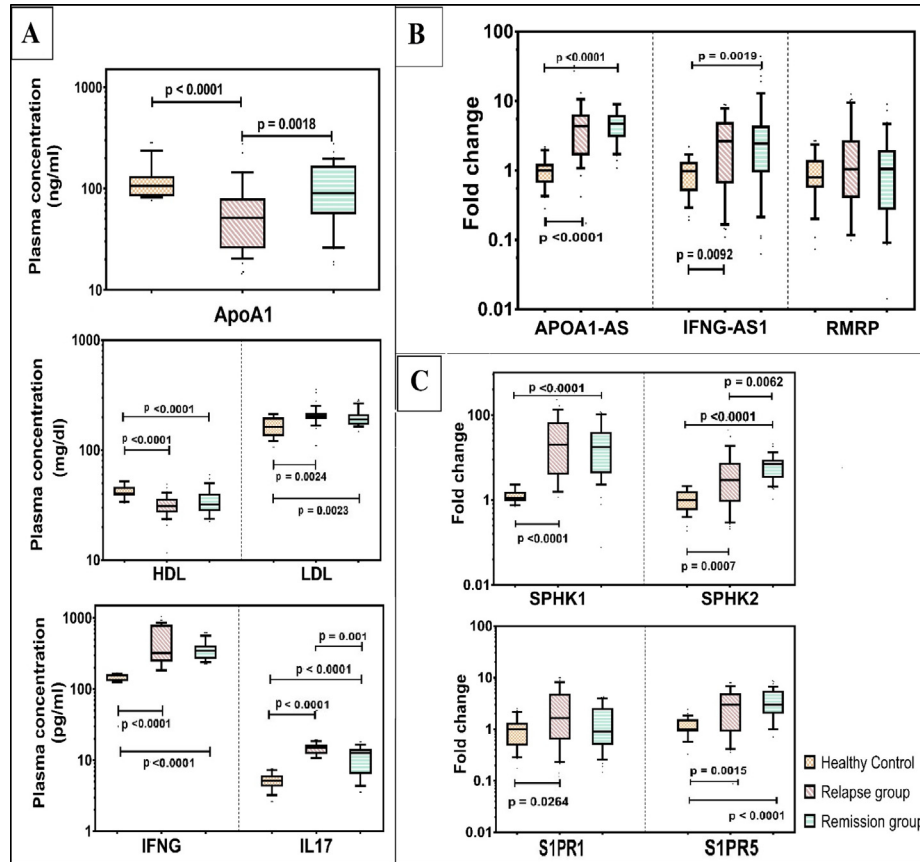 A
Plasma concentration
(ng/ml)
1000
100
10
p <0.0001
p = 0.0018
ApoA1
Plasma concentration
(mg/dl)
1000
100
10
p <0.0001
p <0.0001
p = 0.0024
p = 0.0023
HDL LDL
Plasma concentration
(pg/ml)
1000
100
10
1
p = 0.001
p < 0.0001
p <0.0001
p <0.0001
p <0.0001
IFNG IL17
B
Fold change
100
10
1
0.1
0.01
p <0.0001
p = 0.0019
p <0.0001
p = 0.0092
APOA1-AS IFNG-AS1 RMRP
C
Fold change
100
1
0.01
p = 0.0062
p <0.0001
p <0.0001
p <0.0001
p = 0.0007
SPHK1 SPHK2
Fold change
100
10
1
0.1
0.01
p = 0.0264
p = 0.0015
p < 0.0001
S1PR1 S1PR5
Healthy Control
Relapse group
Remission group